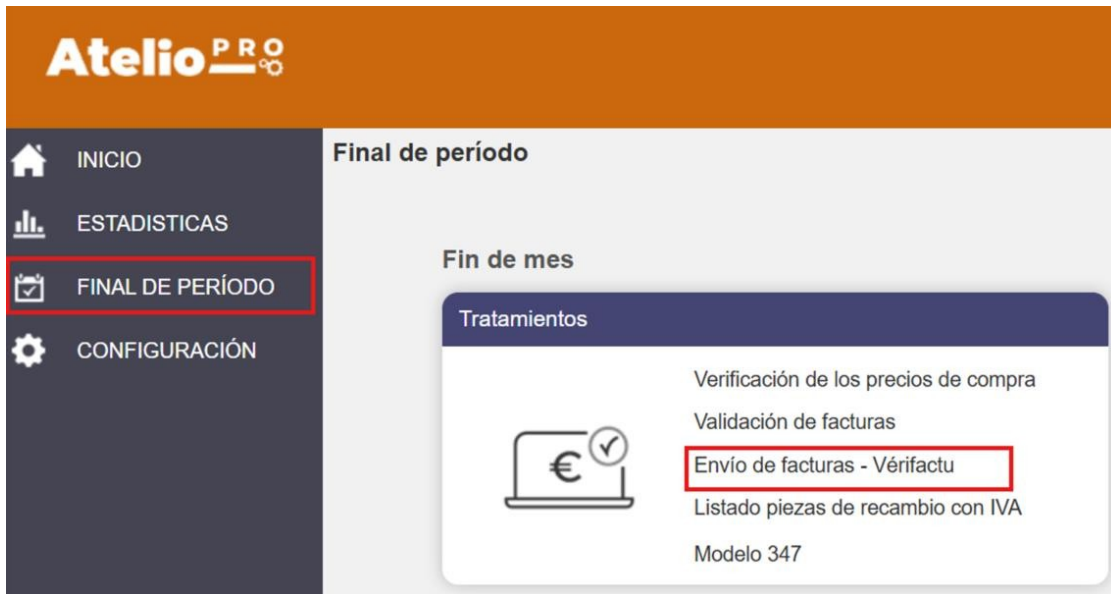 Atelio PRO
INICIO
ESTADISTICAS
FINAL DE PERÍODO
CONFIGURACIÓN
Final de período
Fin de mes
Tratamientos
€
Verificación de los precios de compra
Validación de facturas
Envío de facturas - Vérifactu
Listado piezas de recambio con IVA
Modelo 347